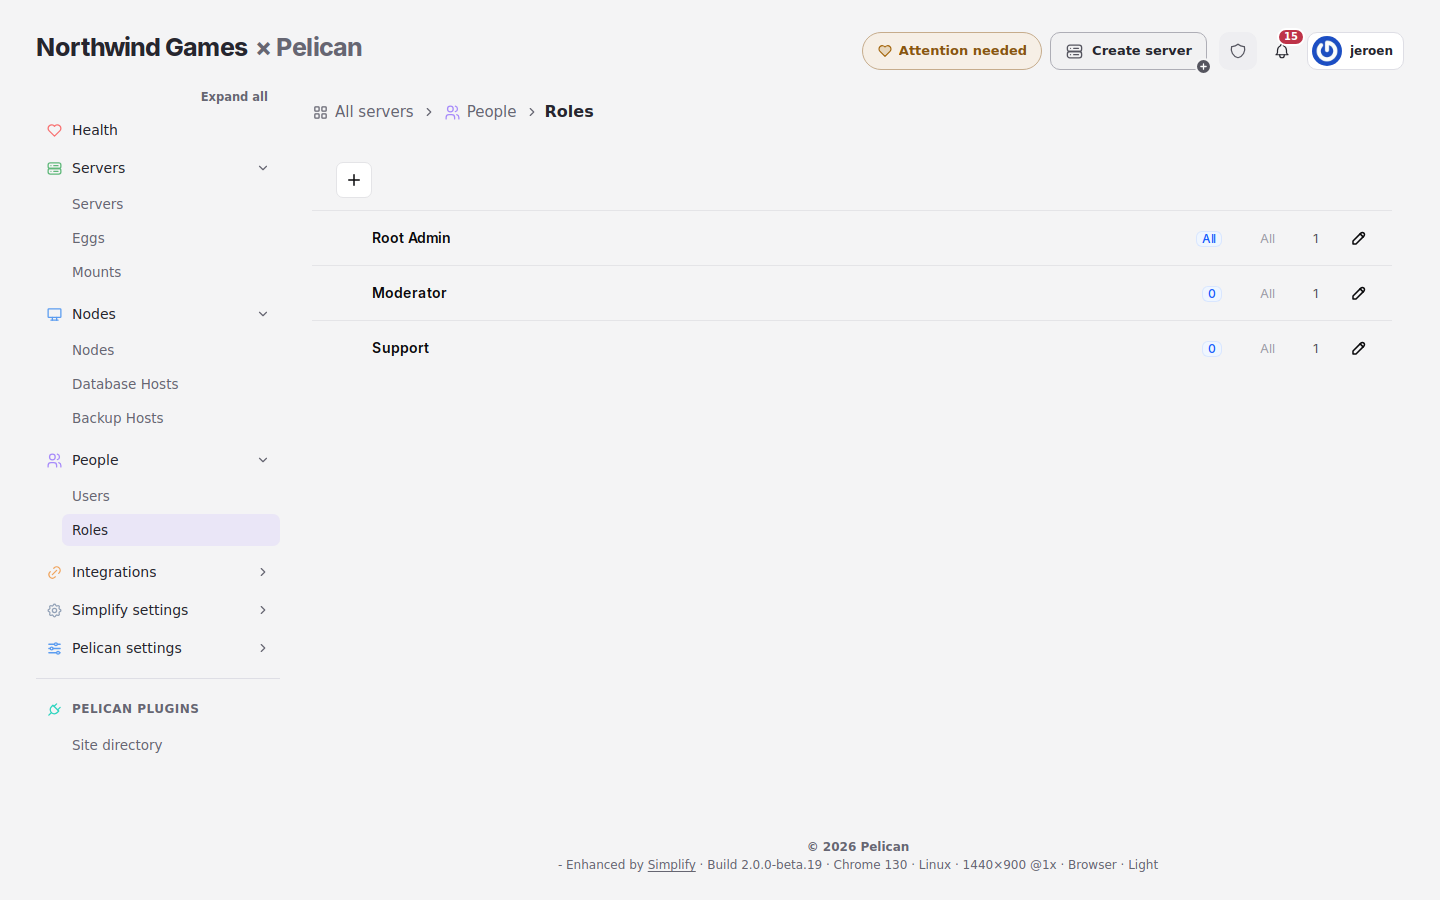 Northwind Games × Pelican
Attention needed
Create server
15
jeroen
Expand all
Health
Servers
Servers
Eggs
Mounts
Nodes
Nodes
Database Hosts
Backup Hosts
People
Users
Roles
Integrations
Simplify settings
Pelican settings
PELICAN PLUGINS
Site directory
All servers > People > Roles
Root Admin All All 1
Moderator 0 All 1
Support 0 All 1
© 2026 Pelican
- Enhanced by Simplify · Build 2.0.0-beta.19 · Chrome 130 · Linux · 1440×900 @1x · Browser · Light